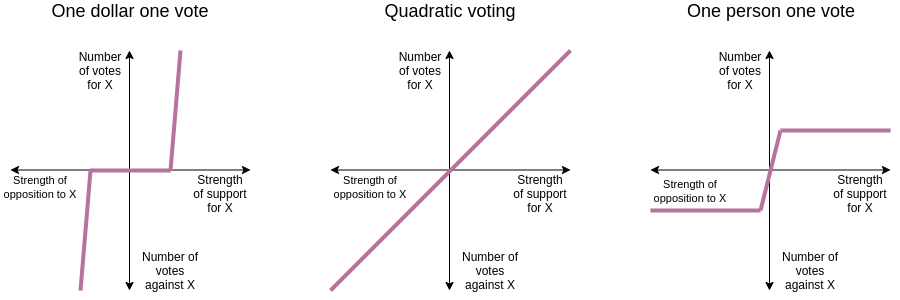 One dollar one vote
Number
of votes
for X
Strength of
opposition to X
Strength
of support
for X
Number of
votes
against X
Quadratic voting
Number
of votes
for X
Strength of
opposition to X
Strength
of support
for X
Number of
votes
against X
One person one vote
Number
of votes
for X
Strength of
opposition to X
Strength
of support
for X
Number of
votes
against X